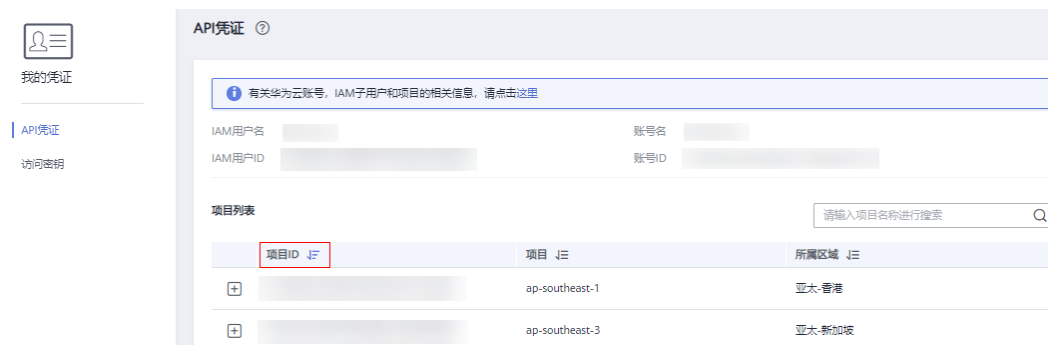 我的凭证
API凭证
访问密钥
API凭证
有关华为云账号，IAM子用户和项目的相关信息，请点击这里
IAM用户名
账号名
IAM用户ID
账号ID
项目列表
请输入项目名称进行搜索
项目ID 项目 所属区域
ap-southeast-1 亚太-香港
ap-southeast-3 亚太-新加坡